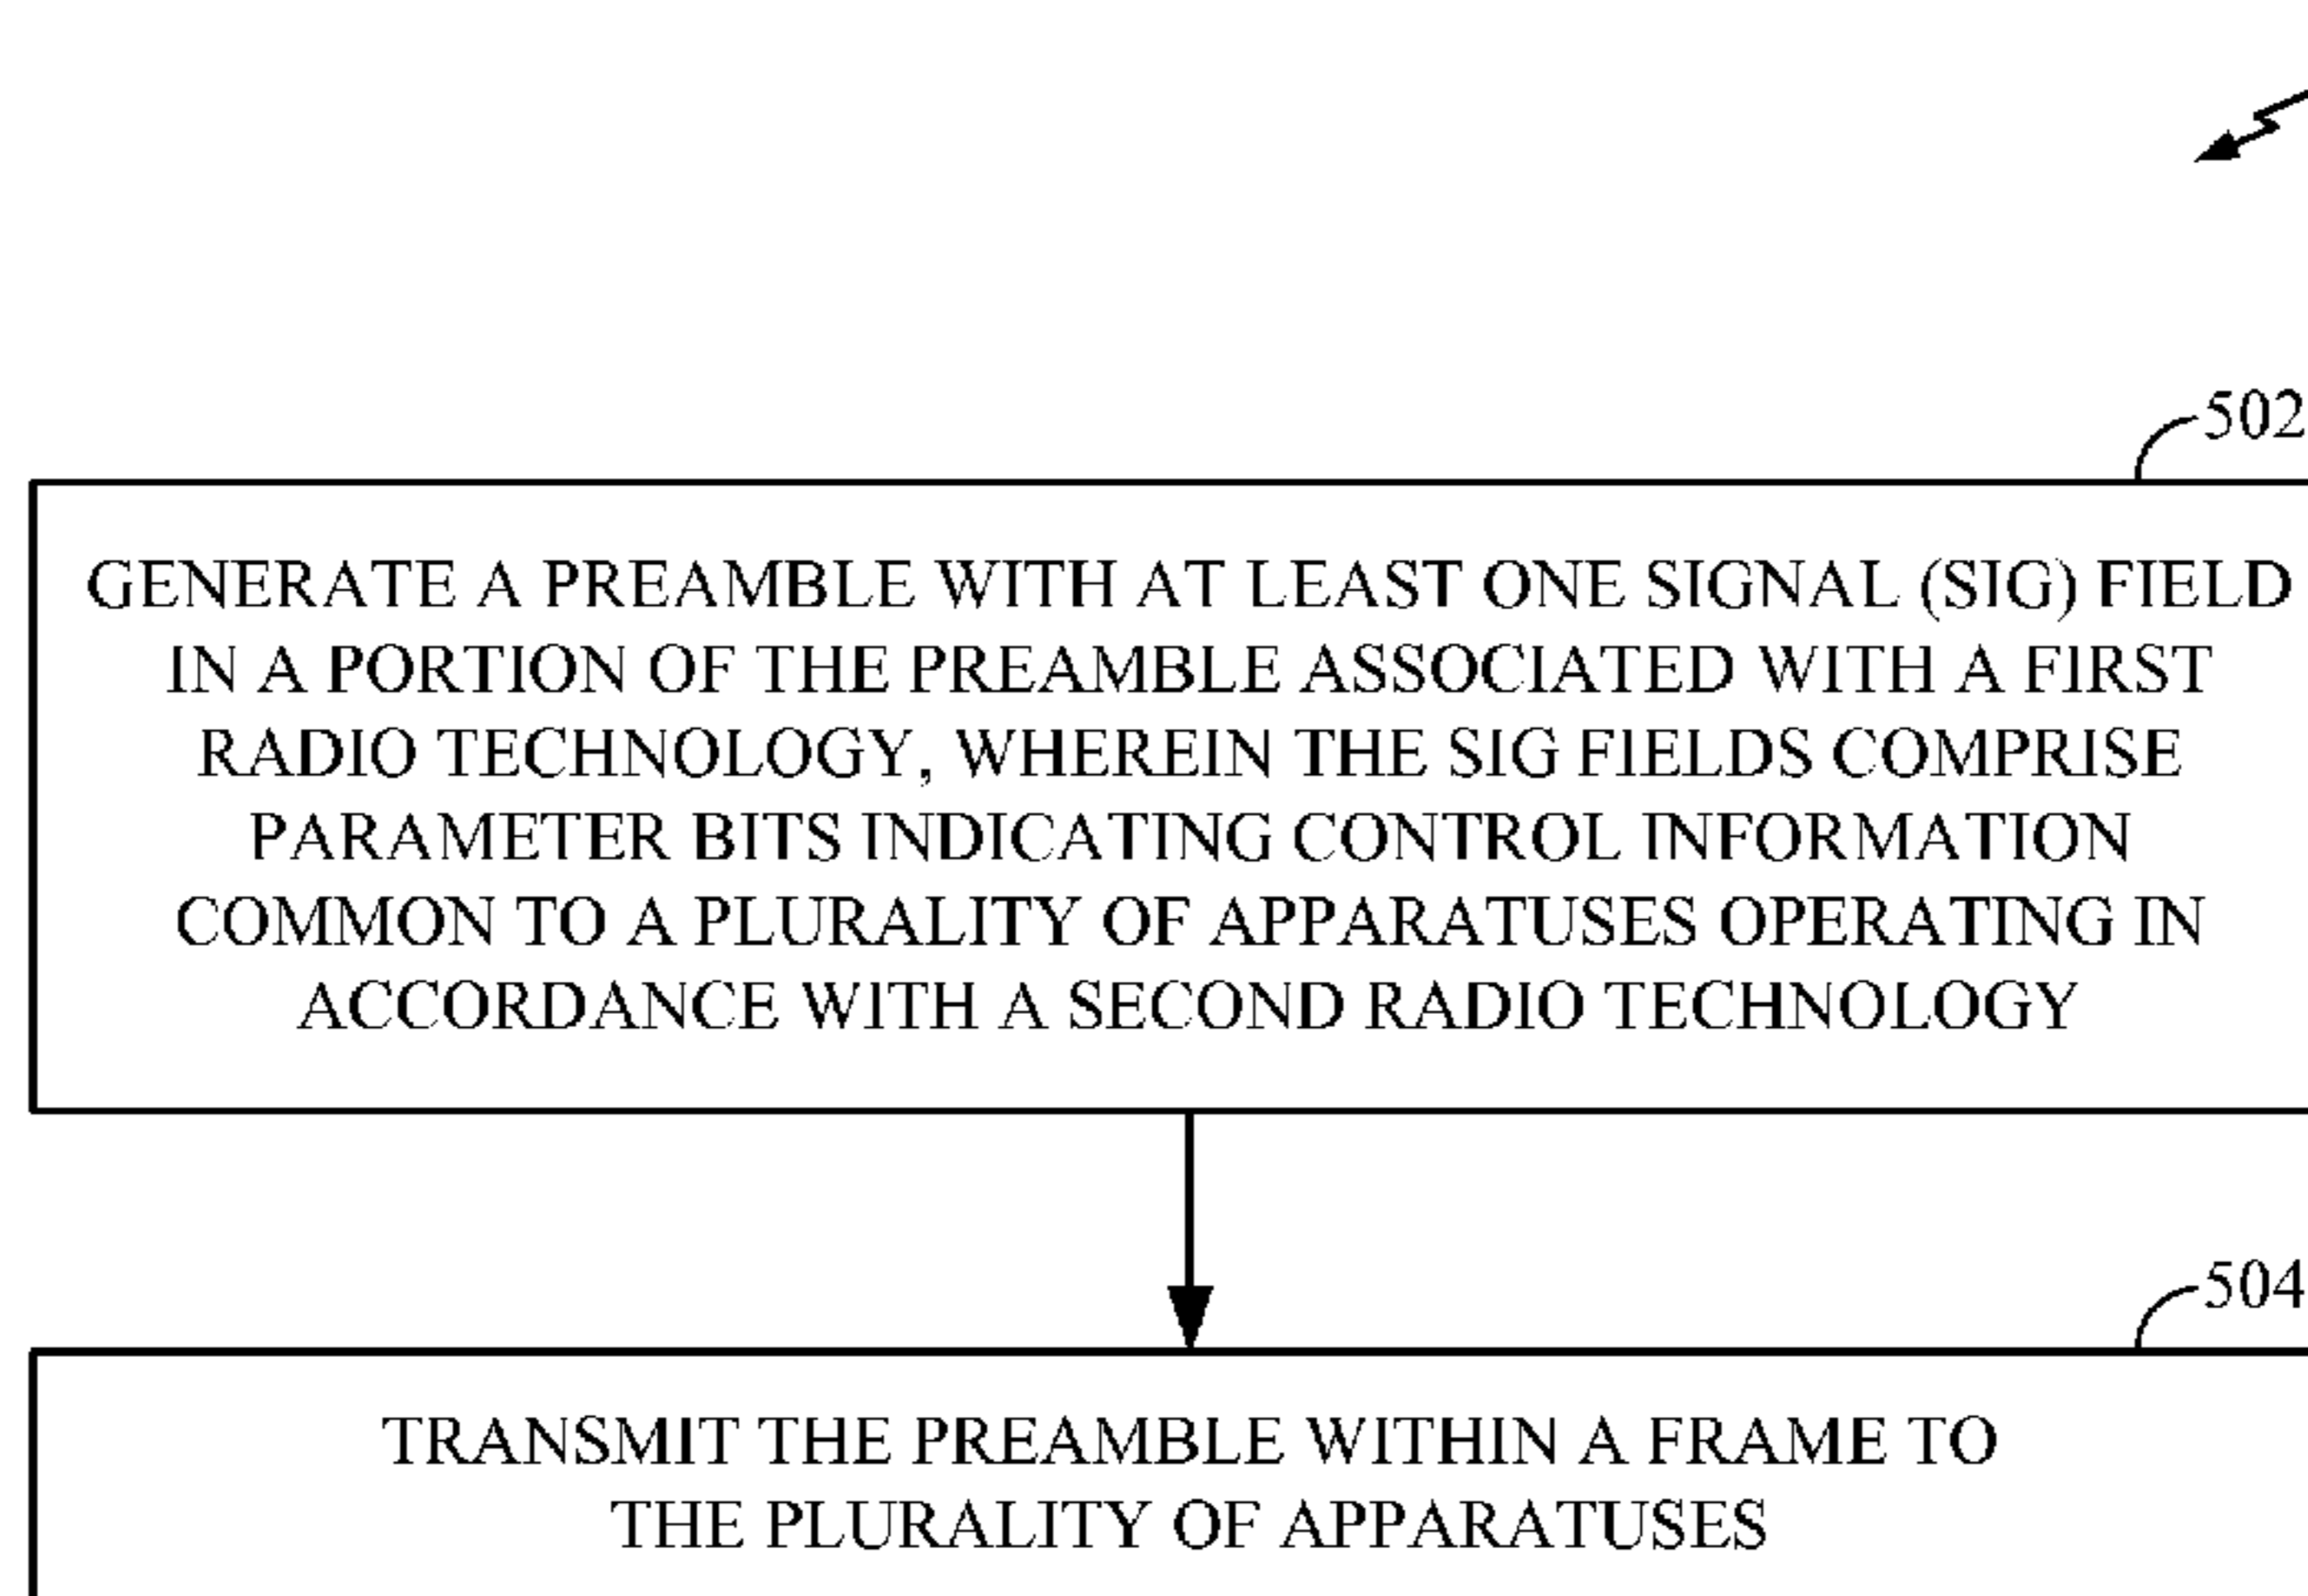 502
GENERATE A PREAMBLE WITH AT LEAST ONE SIGNAL (SIG) FIELD
IN A PORTION OF THE PREAMBLE ASSOCIATED WITH A FIRST
RADIO TECHNOLOGY, WHEREIN THE SIG FIELDS COMPRISE
PARAMETER BITS INDICATING CONTROL INFORMATION
COMMON TO A PLURALITY OF APPARATUSES OPERATING IN
ACCORDANCE WITH A SECOND RADIO TECHNOLOGY
504
TRANSMIT THE PREAMBLE WITHIN A FRAME TO
THE PLURALITY OF APPARATUSES